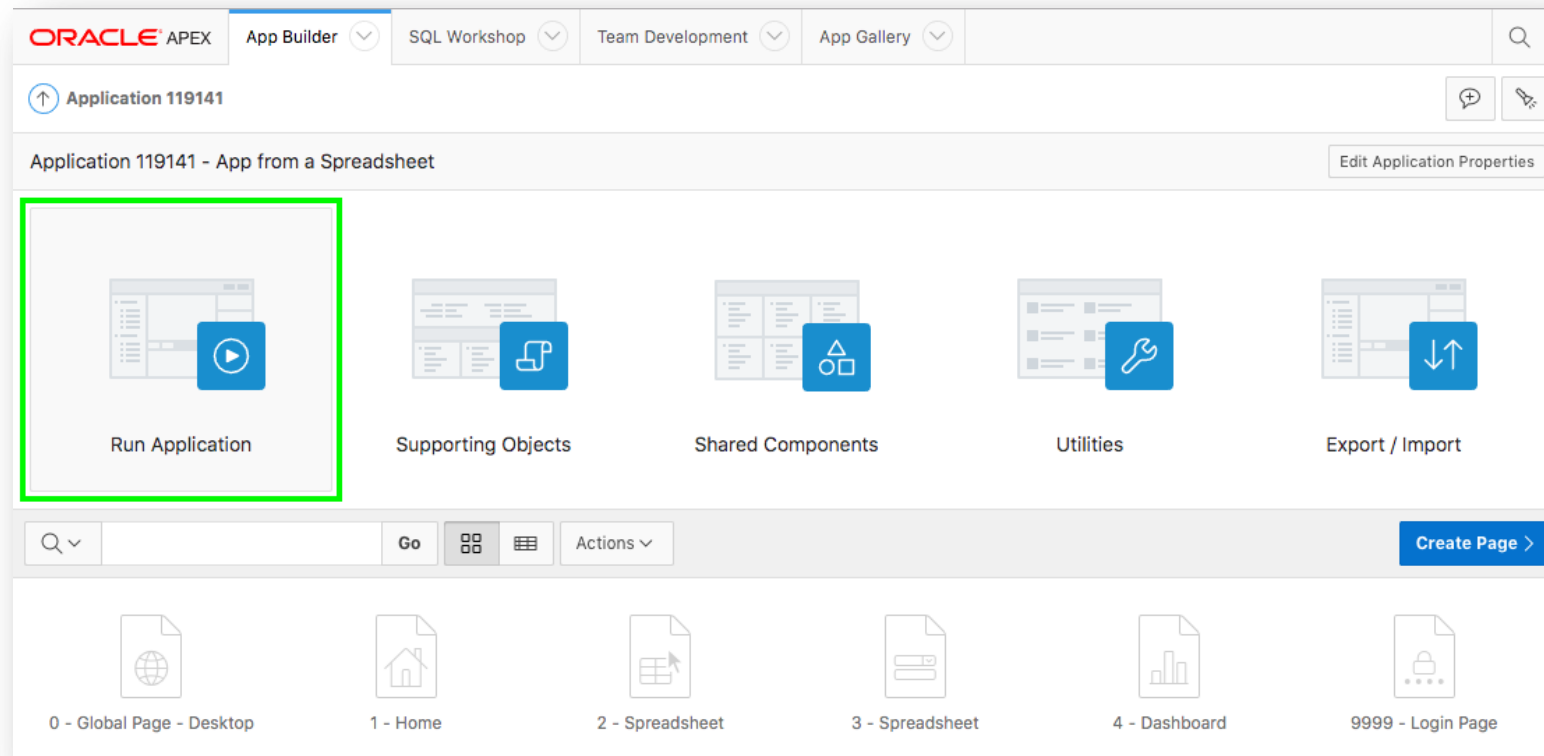 ORACLE APEX App Builder SQL Workshop Team Development App Gallery
Application 119141
Application 119141 - App from a Spreadsheet Edit Application Properties
Run Application Supporting Objects Shared Components Utilities Export / Import
Go Actions Create Page
0 - Global Page - Desktop 1 - Home 2 - Spreadsheet 3 - Spreadsheet 4 - Dashboard 9999 - Login Page